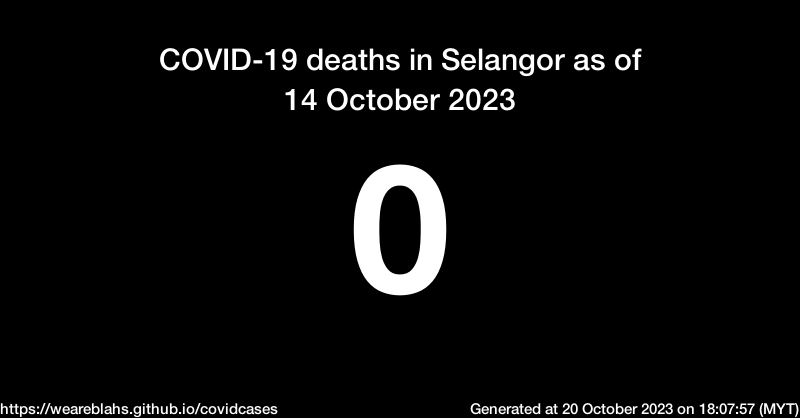 COVID-19 deaths in Selangor as of
14 October 2023
0
https://weareblahs.github.io/covidcases
Generated at 20 October 2023 on 18:07:57 (MYT)